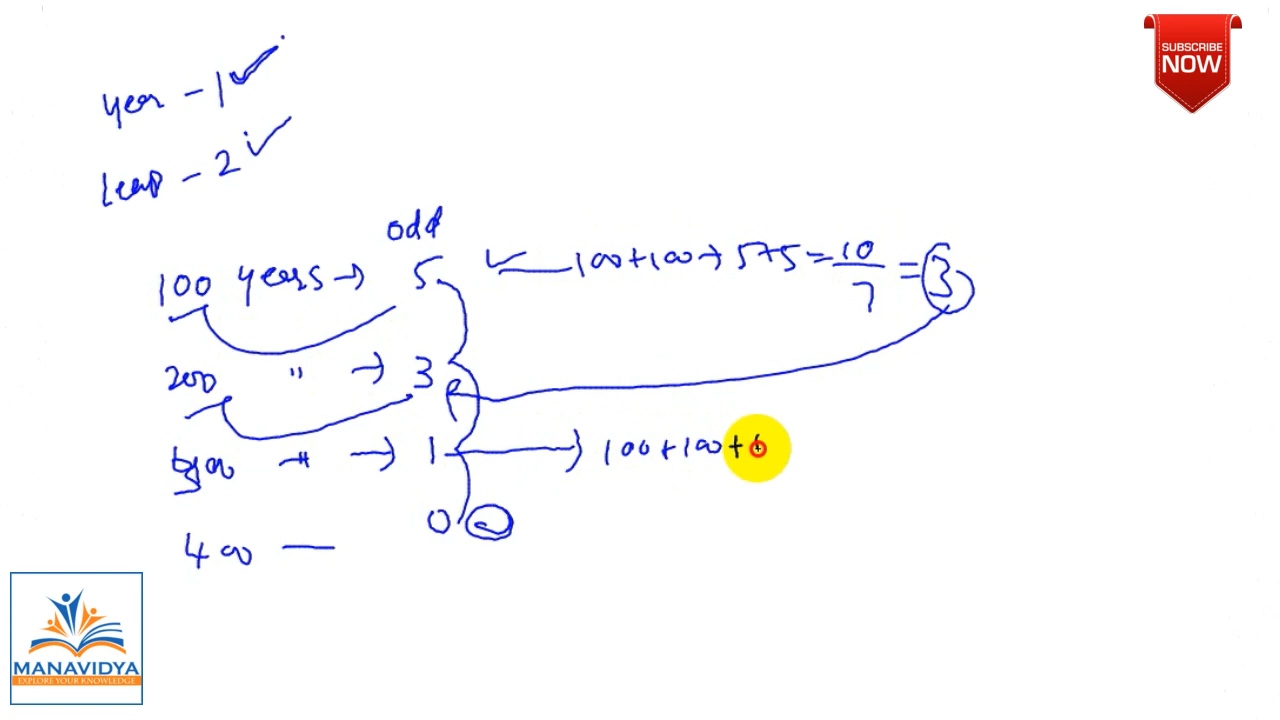 SUBSCRIBE
NOW
year - 1
leap - 2
odd
100 years → 5 100+100 → 5+5 = 10/7 = 3
200 " → 3
300 " → 1 → 100+100+
400 — 0
MANAVIDYA
EXPLORE YOUR KNOWLEDGE